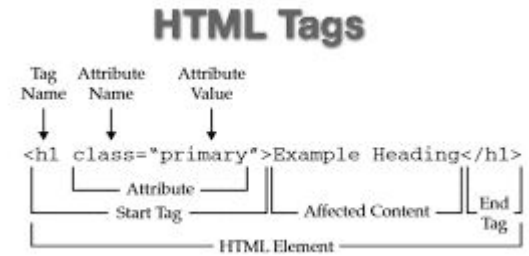 HTML Tags
Tag Attribute Attribute
Name Name Value
<h1 class="primary">Example Heading</h1>
Attribute
Start Tag Affected Content End
Tag
HTML Element